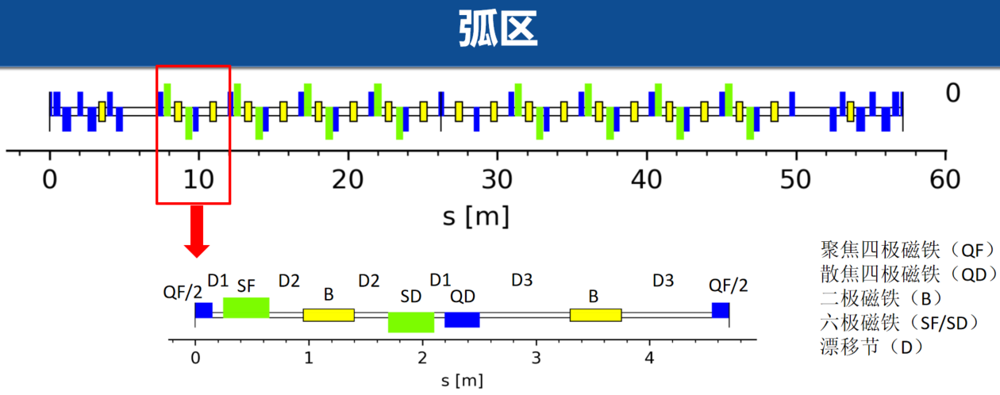 弧区
0
0 10 20 30 40 50 60
s [m]
QF/2 D1 SF D2 B D2 SD D1 QD D3 B D3 QF/2
0 1 2 3 4
s [m]
聚焦四极磁铁（QF）
散焦四极磁铁（QD）
二极磁铁（B）
六极磁铁（SF/SD）
漂移节（D）